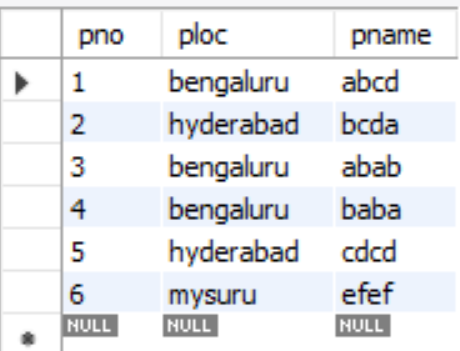 pno ploc pname
1 bengaluru abcd
2 hyderabad bcda
3 bengaluru abab
4 bengaluru baba
5 hyderabad cdcd
6 mysuru efef
NULL NULL NULL